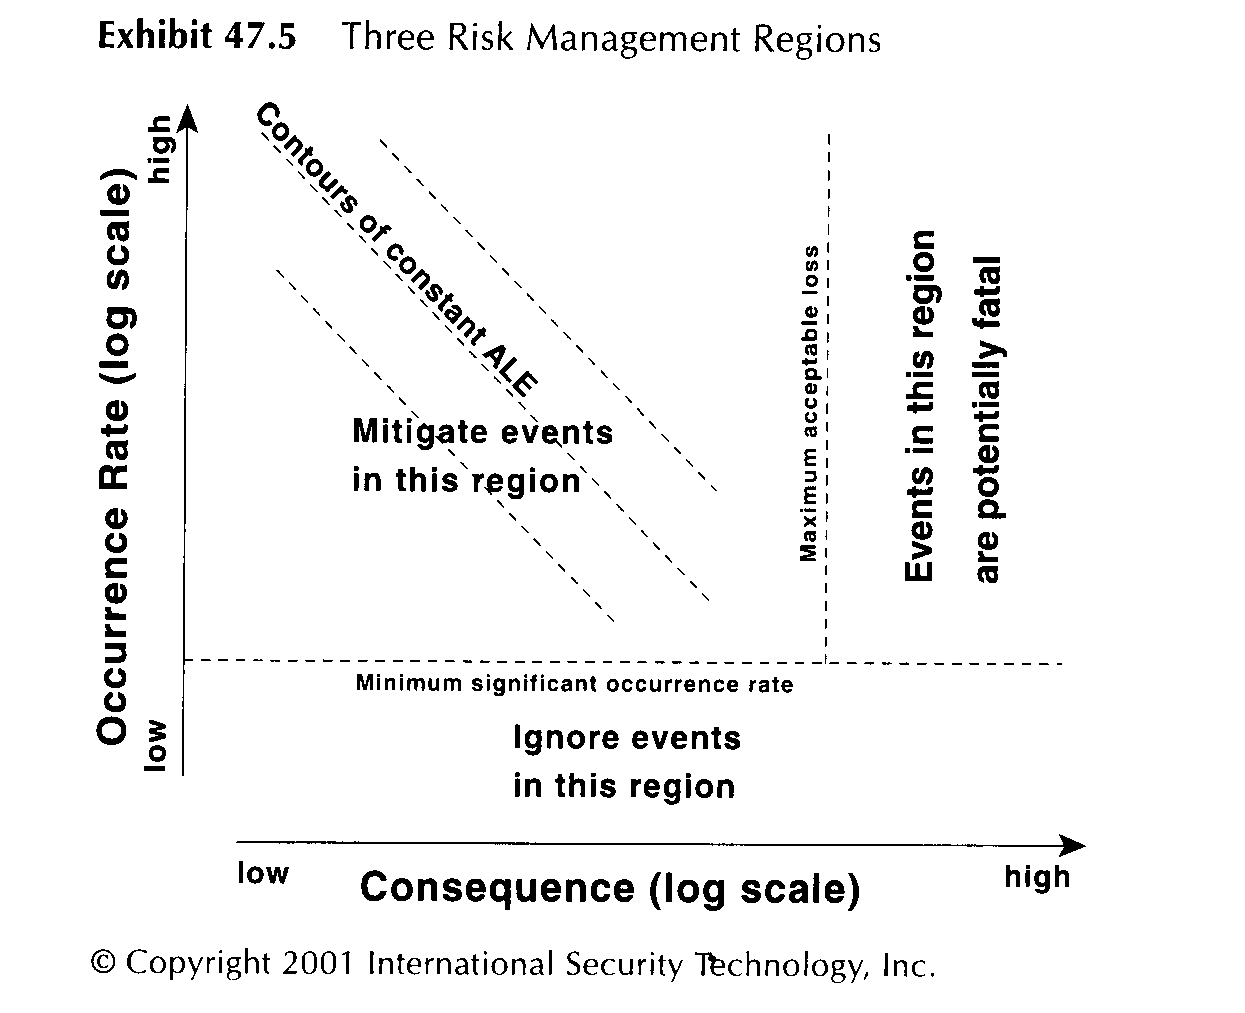 Exhibit 47.5 Three Risk Management Regions
high
Occurrence Rate (log scale)
low
Contours of constant ALE
Mitigate events
in this region
Maximum acceptable loss
Events in this region
are potentially fatal
Minimum significant occurrence rate
Ignore events
in this region
low
high
Consequence (log scale)
© Copyright 2001 International Security Technology, Inc.